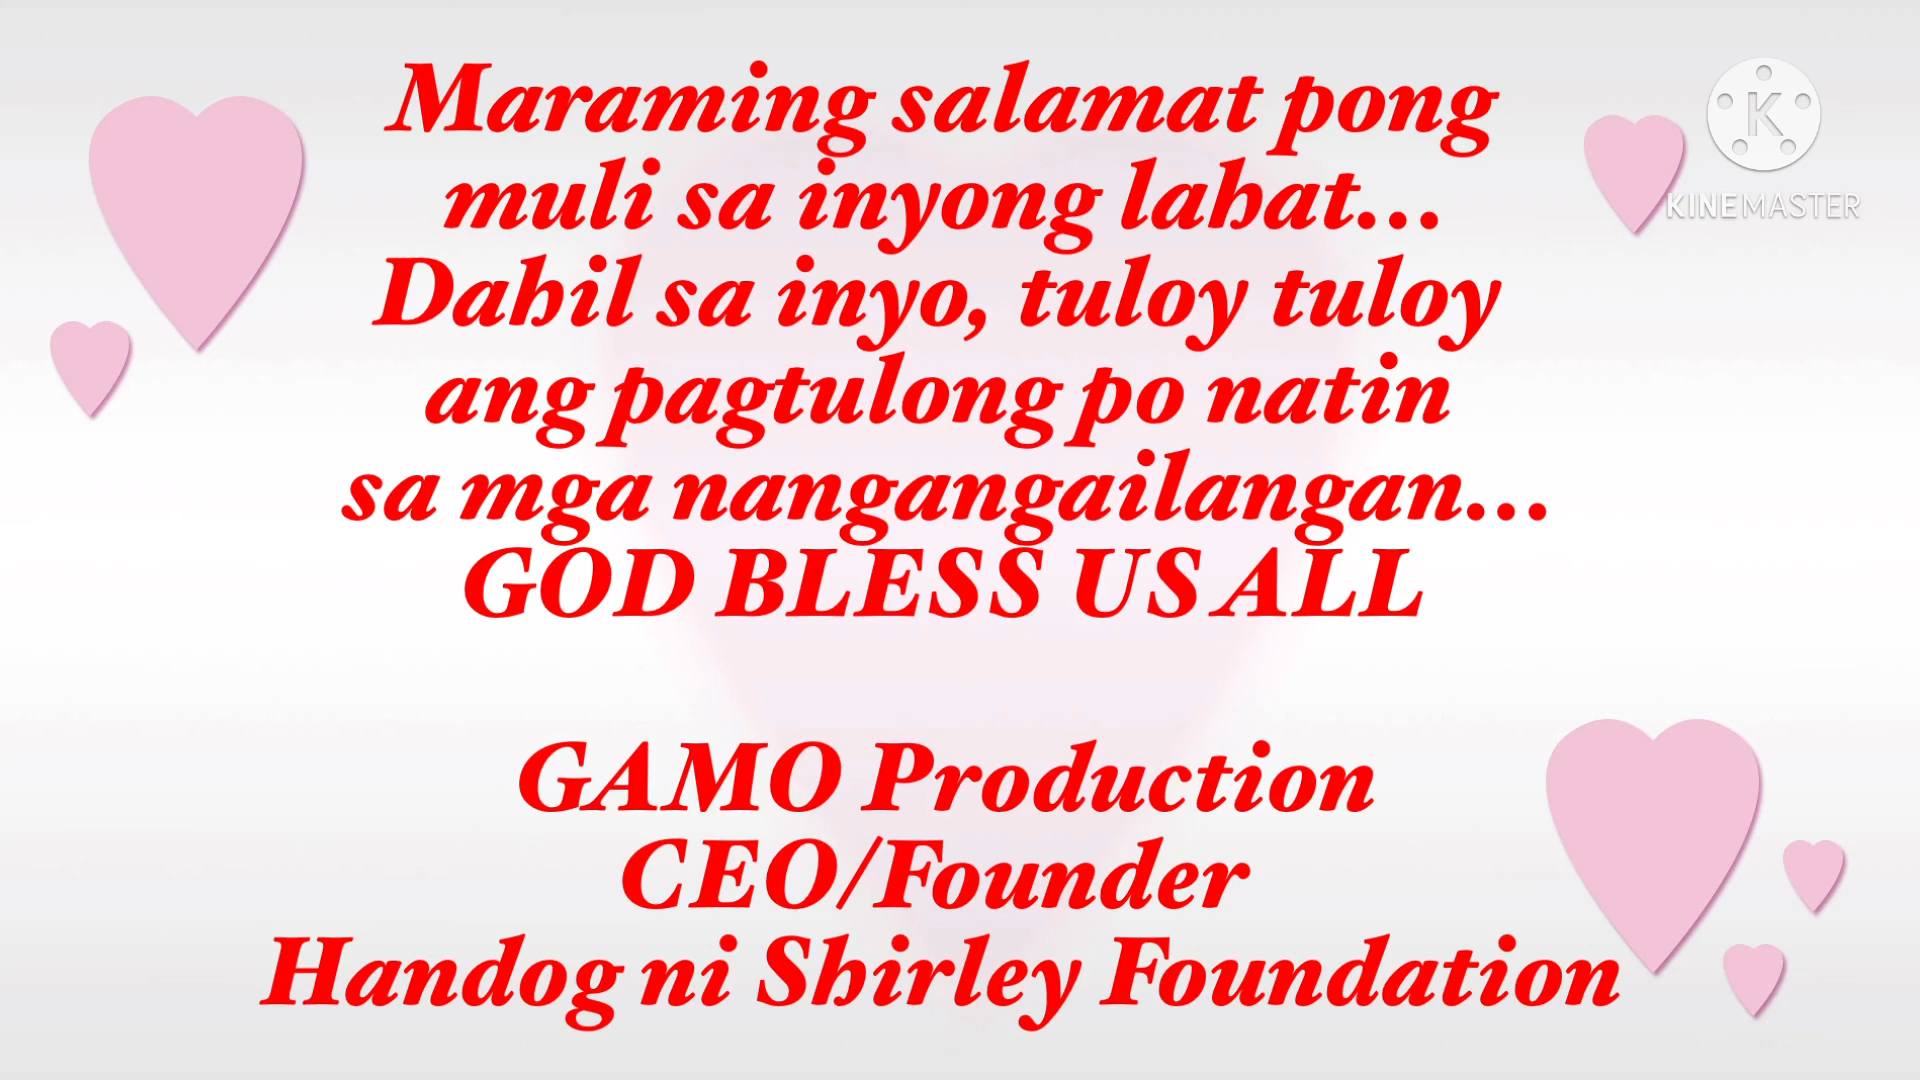 Maraming salamat pong
muli sa inyong lahat...
Dahil sa inyo, tuloy tuloy
ang pagtulong po natin
sa mga nangangailangan...
GOD BLESS US ALL
GAMO Production
CEO/Founder
Handog ni Shirley Foundation
K
KINEMASTER